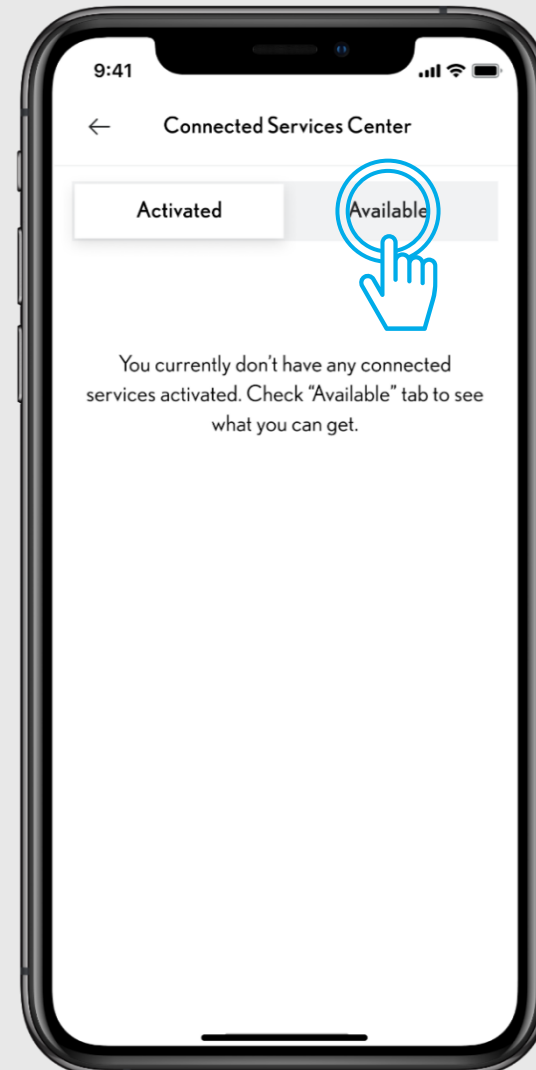 9:41
Connected Services Center
Activated
Available
You currently don't have any connected
services activated. Check “Available” tab to see
what you can get.